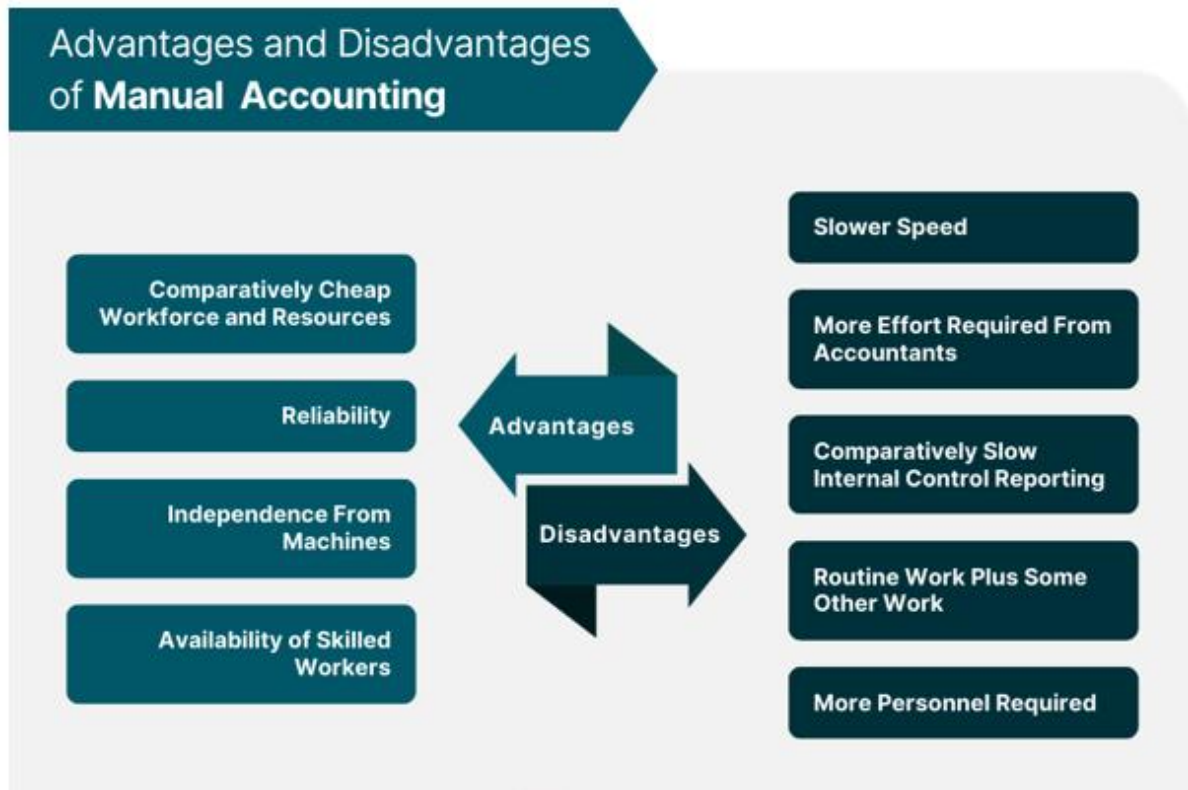 Advantages and Disadvantages
of Manual Accounting
Comparatively Cheap
Workforce and Resources
Reliability
Independence From
Machines
Availability of Skilled
Workers
Advantages
Disadvantages
Slower Speed
More Effort Required From
Accountants
Comparatively Slow
Internal Control Reporting
Routine Work Plus Some
Other Work
More Personnel Required